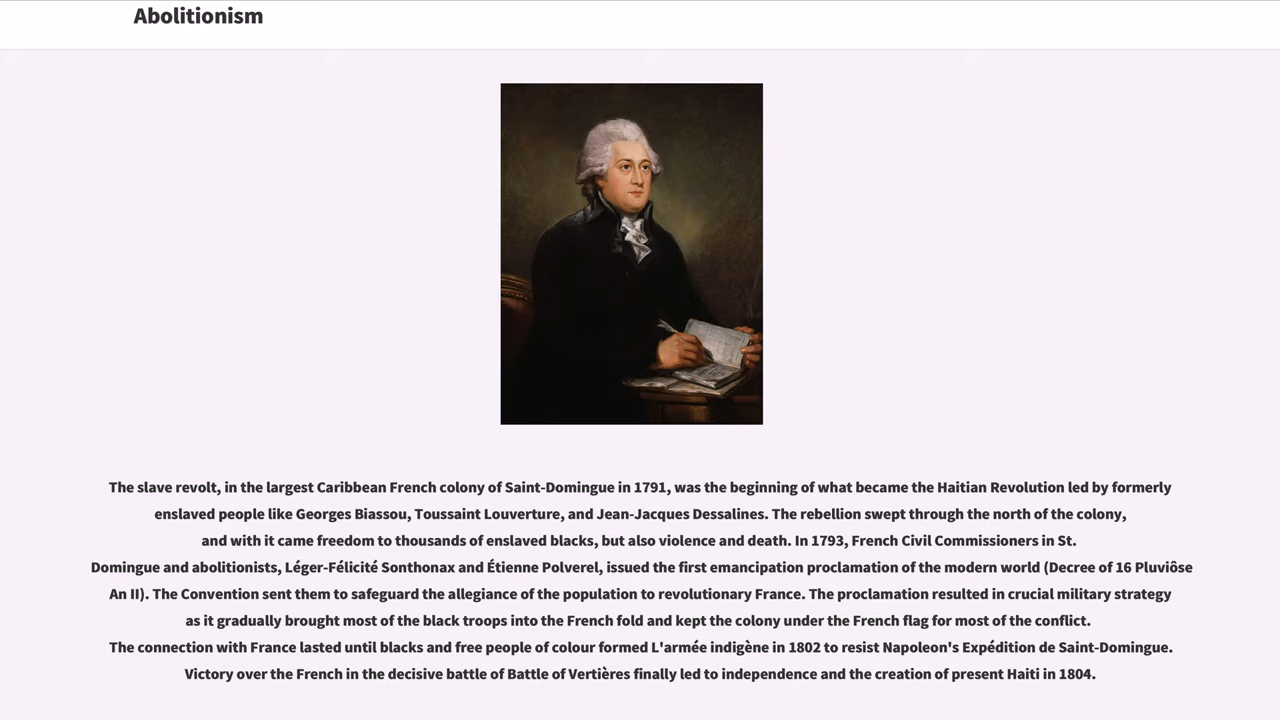 Abolitionism
The slave revolt, in the largest Caribbean French colony of Saint-Domingue in 1791, was the beginning of what became the Haitian Revolution led by formerly
enslaved people like Georges Biassou, Toussaint Louverture, and Jean-Jacques Dessalines. The rebellion swept through the north of the colony,
and with it came freedom to thousands of enslaved blacks, but also violence and death. In 1793, French Civil Commissioners in St.
Domingue and abolitionists, Léger-Félicité Sonthonax and Étienne Polverel, issued the first emancipation proclamation of the modern world (Decree of 16 Pluviôse
An II). The Convention sent them to safeguard the allegiance of the population to revolutionary France. The proclamation resulted in crucial military strategy
as it gradually brought most of the black troops into the French fold and kept the colony under the French flag for most of the conflict.
The connection with France lasted until blacks and free people of colour formed L'armée indigène in 1802 to resist Napoleon's Expédition de Saint-Domingue.
Victory over the French in the decisive battle of Battle of Vertières finally led to independence and the creation of present Haiti in 1804.